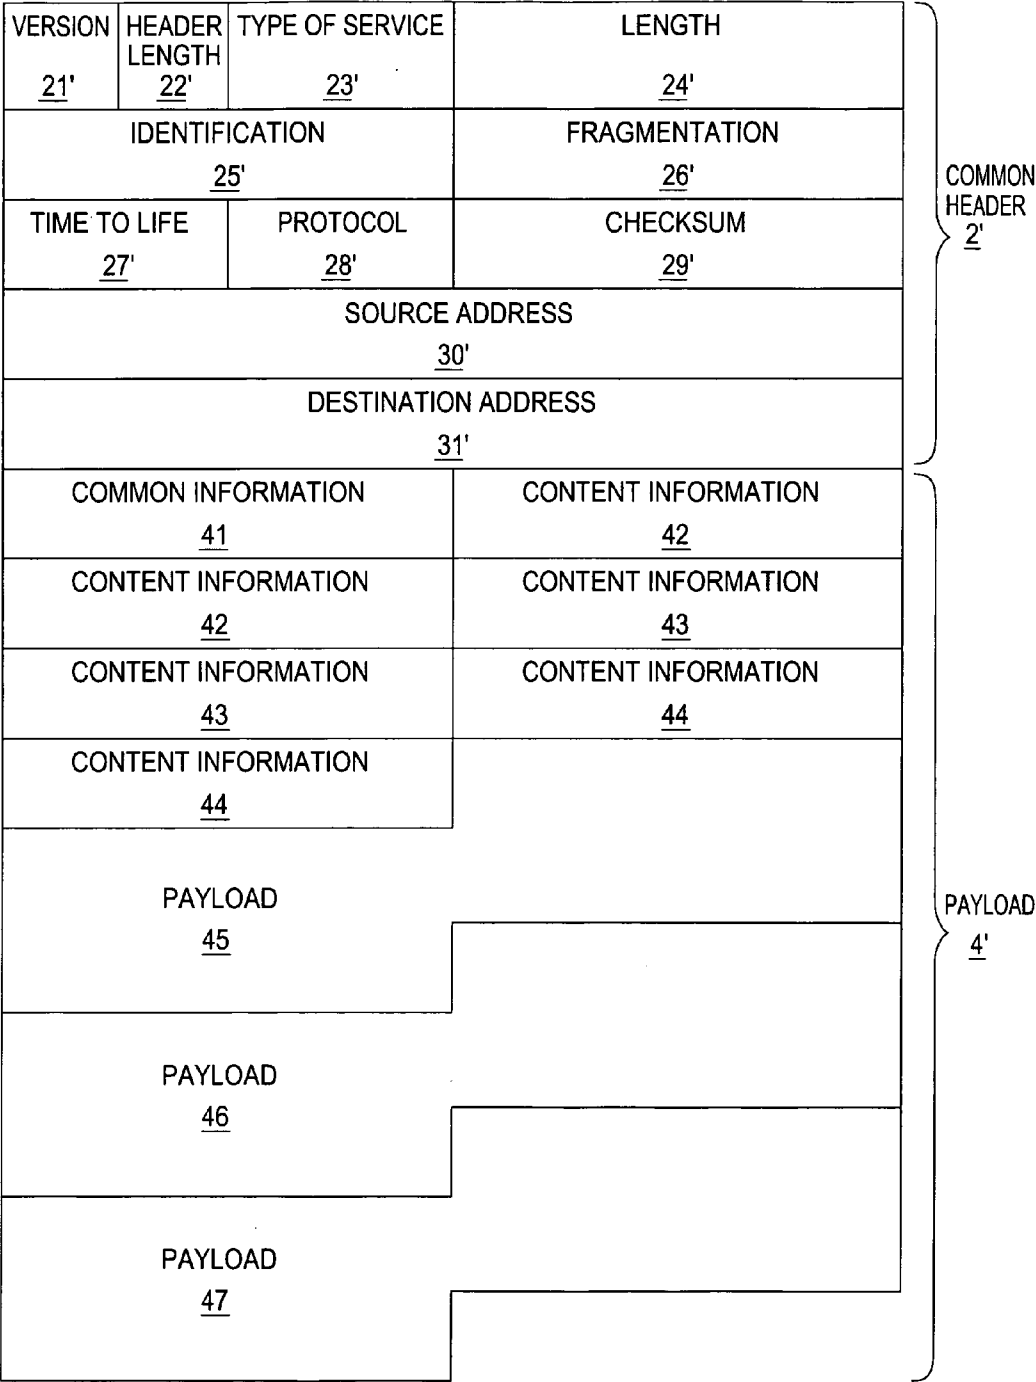 VERSION
21'
HEADER
LENGTH
22'
TYPE OF SERVICE
23'
LENGTH
24'
IDENTIFICATION
25'
FRAGMENTATION
26'
TIME TO LIFE
27'
PROTOCOL
28'
CHECKSUM
29'
SOURCE ADDRESS
30'
DESTINATION ADDRESS
31'
COMMON
HEADER
2'
COMMON INFORMATION
41
CONTENT INFORMATION
42
CONTENT INFORMATION
42
CONTENT INFORMATION
43
CONTENT INFORMATION
43
CONTENT INFORMATION
44
CONTENT INFORMATION
44
PAYLOAD
45
PAYLOAD
46
PAYLOAD
47
PAYLOAD
4'